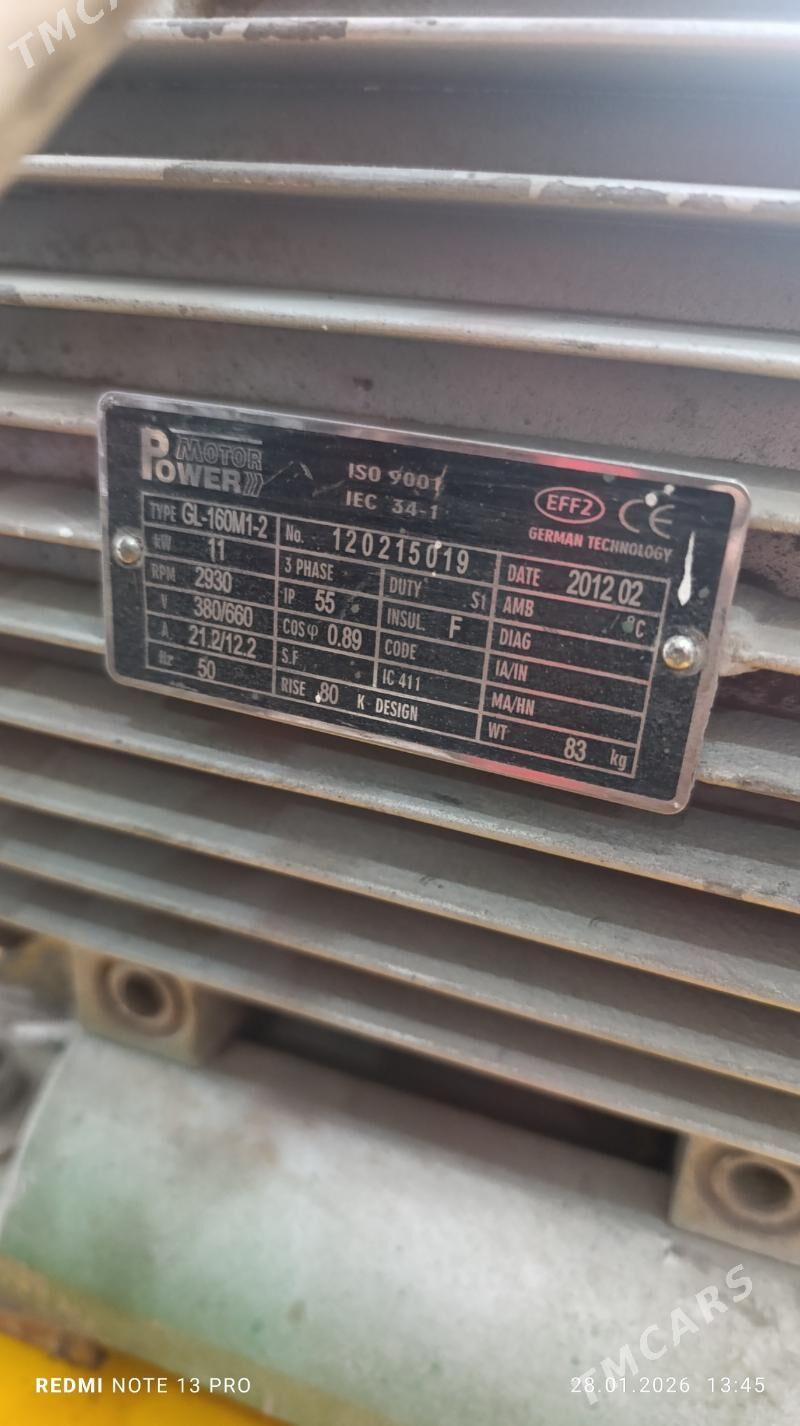 TMCA
POWER MOTOR
ISO 9001
IEC 34-1
EFF2 CE
GERMAN TECHNOLOGY
TYPE GL-160M1-2 No. 120215019 DATE 2012 02
kW 11 3 PHASE DUTY S1 AMB / °C
RPM 2930 IP 55 INSUL. F DIAG
V 380/660 COSφ 0.89 CODE IA/IN
A. 21.2/12.2 S.F IC 411 MA/HN
Hz 50 RISE 80 K DESIGN WT 83 kg
TMCARS
REDMI NOTE 13 PRO
28.01.2026 13:45